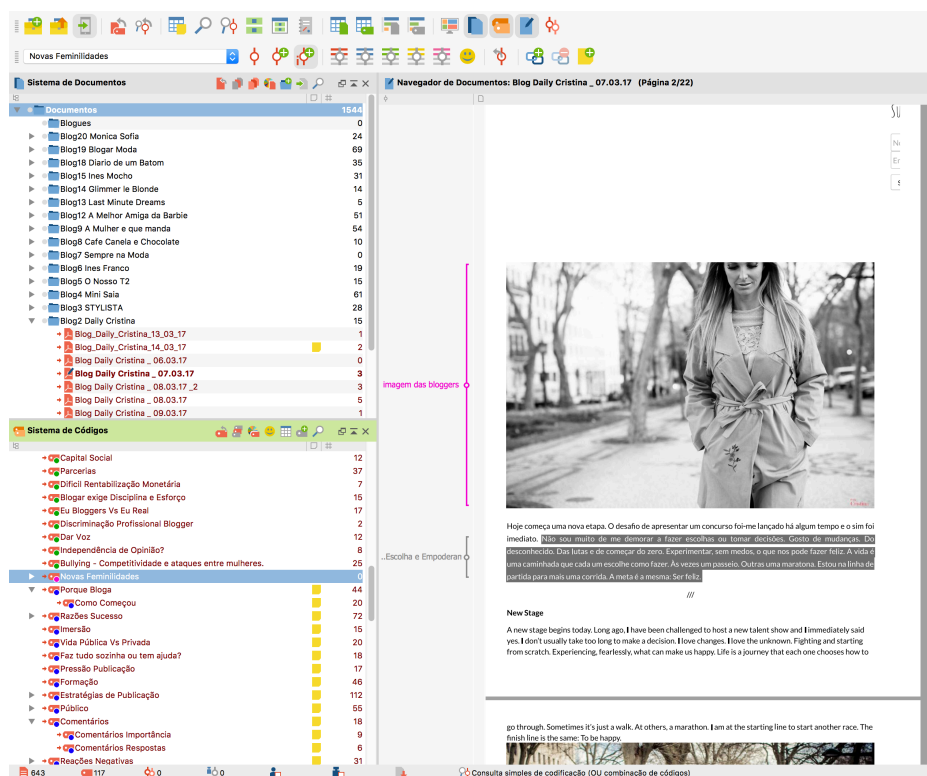 Novas Feminilidades
Sistema de Documentos
Navegador de Documentos: Blog Daily Cristina _ 07.03.17 (Página 2/22)
#
Documentos 1544
Blogues 0
Blog20 Monica Sofia 24
Blog19 Blogar Moda 69
Blog18 Diario de um Batom 35
Blog15 Ines Mocho 31
Blog14 Glimmer le Blonde 14
Blog13 Last Minute Dreams 5
Blog12 A Melhor Amiga da Barbie 51
Blog9 A Mulher e que manda 54
Blog8 Cafe Canela e Chocolate 10
Blog7 Sempre na Moda 0
Blog6 Ines Franco 19
Blog5 O Nosso T2 15
Blog4 Mini Saia 61
Blog3 STYLISTA 28
Blog2 Daily Cristina 15
Blog_Daily_Cristina_13_03_17 1
Blog_Daily_Cristina_14_03_17 2
Blog Daily Cristina _ 06.03.17 0
Blog Daily Cristina _ 07.03.17 3
Blog Daily Cristina _ 08.03.17 _2 3
Blog Daily Cristina _ 08.03.17 5
Blog Daily Cristina _ 09.03.17 1
Sistema de Códigos
#
Capital Social 12
Parcerias 37
Dificil Rentabilização Monetária 7
Blogar exige Disciplina e Esforço 15
Eu Bloggers Vs Eu Real 17
Discriminação Profissional Blogger 2
Dar Voz 12
Independência de Opinião? 8
Bullying - Competitividade e ataques entre mulheres. 25
Novas Feminilidades 0
Porque Bloga 44
Como Começou 20
Razões Sucesso 72
Imersão 15
Vida Pública Vs Privada 20
Faz tudo sozinha ou tem ajuda? 18
Pressão Publicação 17
Formação 46
Estratégias de Publicação 112
Público 55
Comentários 18
Comentários Importância 9
Comentários Respostas 6
Reações Negativas 31
imagem das bloggers
..Escolha e Empoderan
Hoje começa uma nova etapa. O desafio de apresentar um concurso foi-me lançado há algum tempo e o sim foi
imediato. Não sou muito de me demorar a fazer escolhas ou tomar decisões. Gosto de mudanças. Do
desconhecido. Das lutas e de começar do zero. Experimentar, sem medos, o que nos pode fazer feliz. A vida é
uma caminhada que cada um escolhe como fazer. Às vezes um passeio. Outras uma maratona. Estou na linha de
partida para mais uma corrida. A meta é a mesma: Ser feliz.
///
New Stage
A new stage begins today. Long ago, I have been challenged to host a new talent show and I immediately said
yes. I don't usually take too long to make a decision. I love changes. I love the unknown. Fighting and starting
from scratch. Experiencing, fearlessly, what can make us happy. Life is a journey that each one chooses how to
go through. Sometimes it's just a walk. At others, a marathon. I am at the starting line to start another race. The
finish line is the same: To be happy.
643 117 0 0 Consulta simples de codificação (OU combinação de códigos)